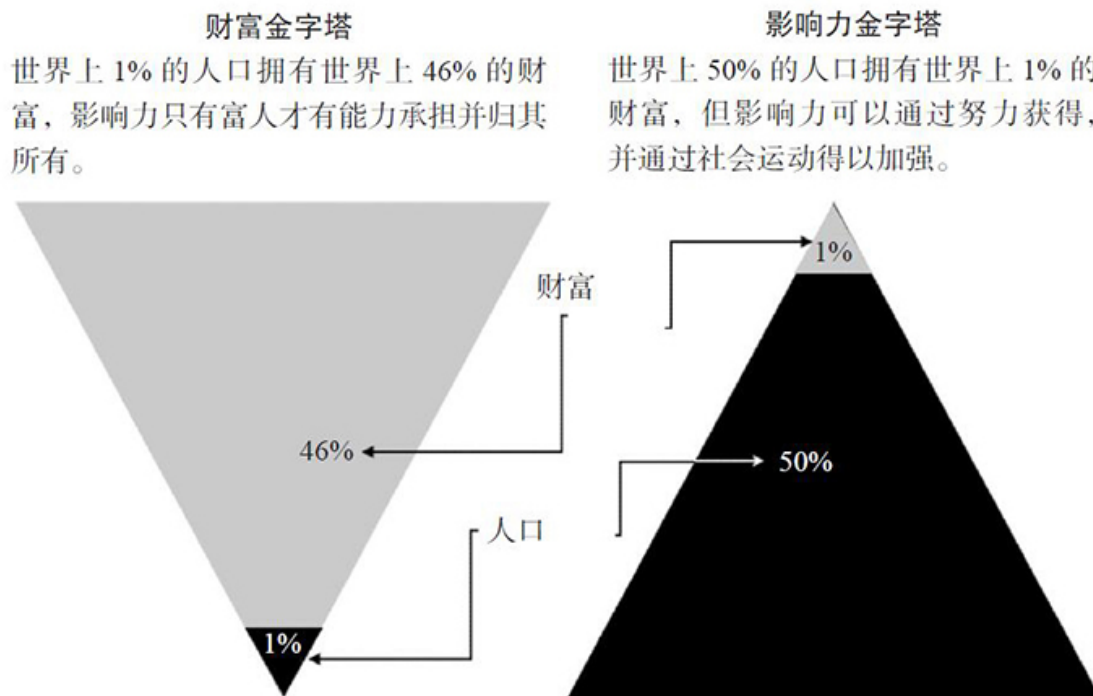 财富金字塔
世界上 1% 的人口拥有世界上 46% 的财
富，影响力只有富人才有能力承担并归其
所有。
影响力金字塔
世界上 50% 的人口拥有世界上 1% 的
财富，但影响力可以通过努力获得，
并通过社会运动得以加强。
1%
财富
46%
50%
人口
1%